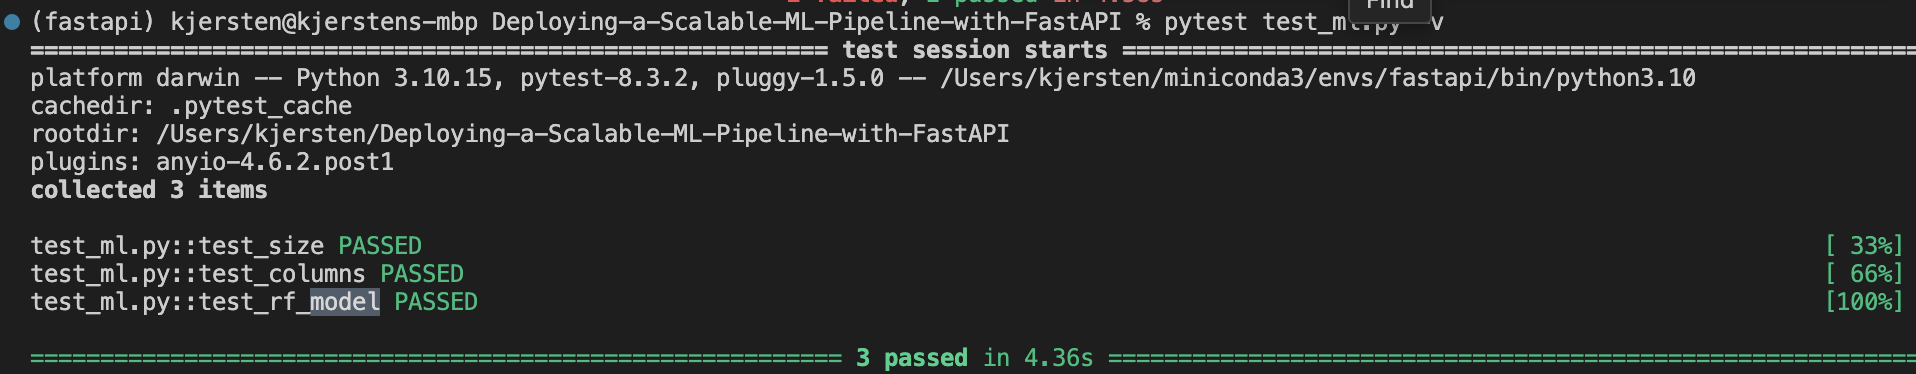 (fastapi) kjersten@kjerstens-mbp Deploying-a-Scalable-ML-Pipeline-with-FastAPI % pytest test_ml.py v
Find
============================================================ test session starts ============================================================
platform darwin -- Python 3.10.15, pytest-8.3.2, pluggy-1.5.0 -- /Users/kjersten/miniconda3/envs/fastapi/bin/python3.10
cachedir: .pytest_cache
rootdir: /Users/kjersten/Deploying-a-Scalable-ML-Pipeline-with-FastAPI
plugins: anyio-4.6.2.post1
collected 3 items
test_ml.py::test_size PASSED [ 33%]
test_ml.py::test_columns PASSED [ 66%]
test_ml.py::test_rf_model PASSED [100%]
============================================================ 3 passed in 4.36s ============================================================